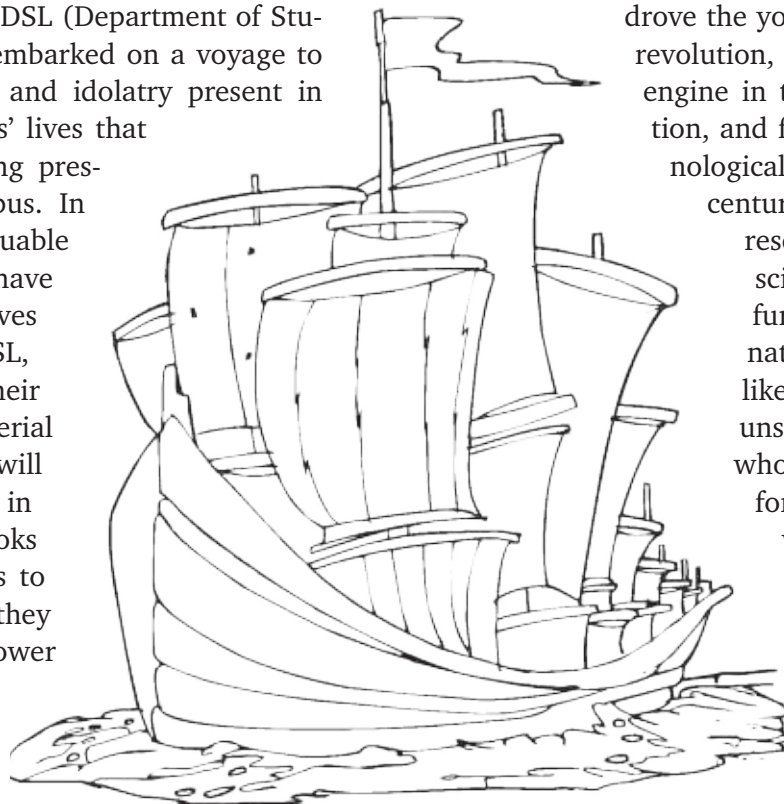 DSL (Department of Stu-
embarked on a voyage to
and idolatry present in
s’ lives that
ng pres-
pus. In
uable
have
ves
SL,
heir
erial
will
in
oks
s to
they
ower
drove the yo
revolution,
engine in t
tion, and f
nological
centur
rese
sci
fur
nat
like
uns
who
for